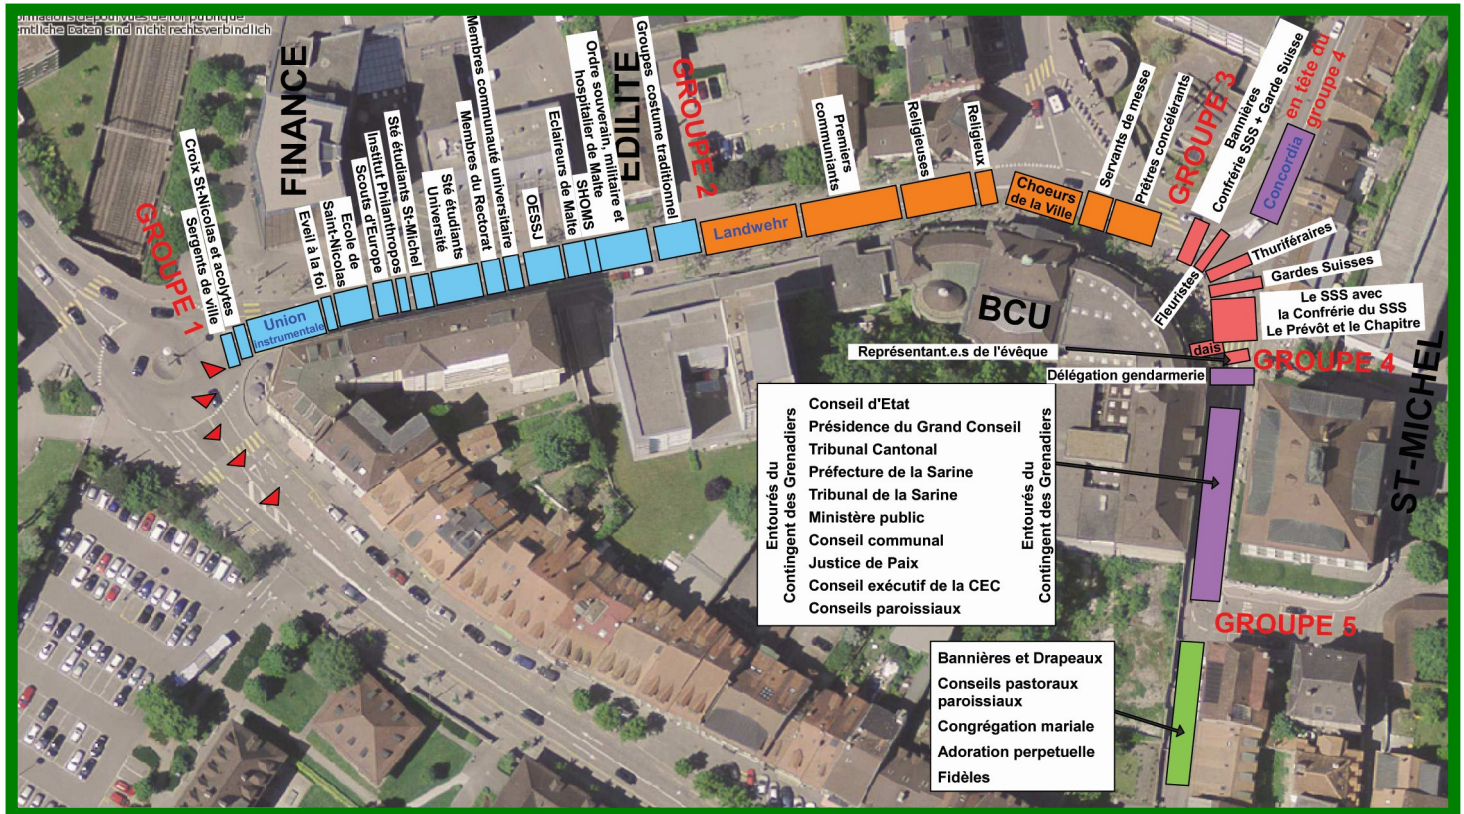 ormations dépourvues de foi publique
emtliche Daten sind nicht rechtsverbindlich
GROUPE 1
Croix St-Nicolas et acolytes
Sergents de ville
FINANCE
Union
instrumentale
Eveil à la foi
Ecole de
Saint-Nicolas
Scouts d'Europe
Institut Philanthropos
Sté étudiants St-Michel
Sté étudiants
Université
Membres du Rectorat
Membres communauté universitaire
OESSJ
Eclaireurs de Malte
SHOMS
Ordre souverain, militaire et
hospitalier de Malte
EDILITE
Groupes costume traditionnel
GROUPE 2
Landwehr
Premiers
communiants
Religieuses
Religieux
Choeurs
de la Ville
Servants de messe
Prêtres concélérants
GROUPE 3
Bannières
Confrérie SSS + Garde Suisse
en tête du
groupe 4
Concordia
Fleuristes
Thuriféraires
Gardes Suisses
Le SSS avec
la Confrérie du SSS
Le Prévôt et le Chapitre
dais
BCU
Représentant.e.s de l'évêque
GROUPE 4
Délégation gendarmerie
ST-MICHEL
Entourés du
Contingent des Grenadiers
Conseil d'Etat
Présidence du Grand Conseil
Tribunal Cantonal
Préfecture de la Sarine
Tribunal de la Sarine
Ministère public
Conseil communal
Justice de Paix
Conseil exécutif de la CEC
Conseils paroissiaux
Entourés du
Contingent des Grenadiers
GROUPE 5
Bannières et Drapeaux
Conseils pastoraux
paroissiaux
Congrégation mariale
Adoration perpetuelle
Fidèles